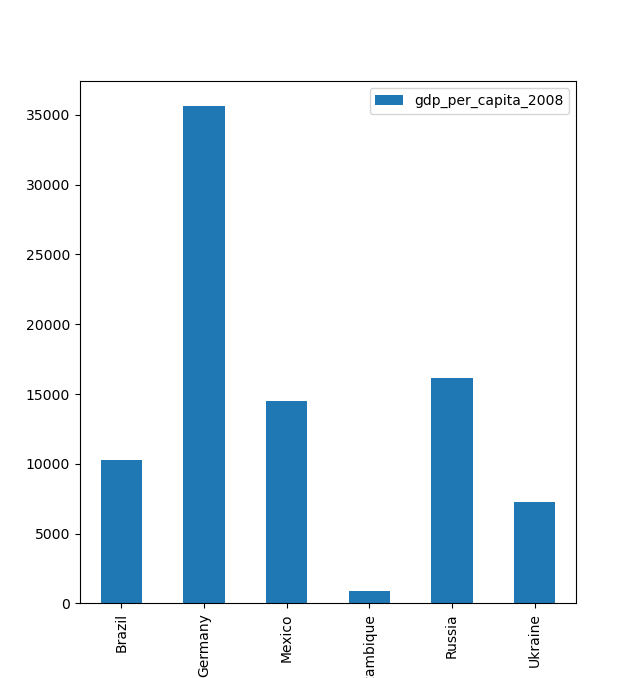 gdp_per_capita_2008
35000
30000
25000
20000
15000
10000
5000
0
Brazil
Germany
Mexico
ambique
Russia
Ukraine